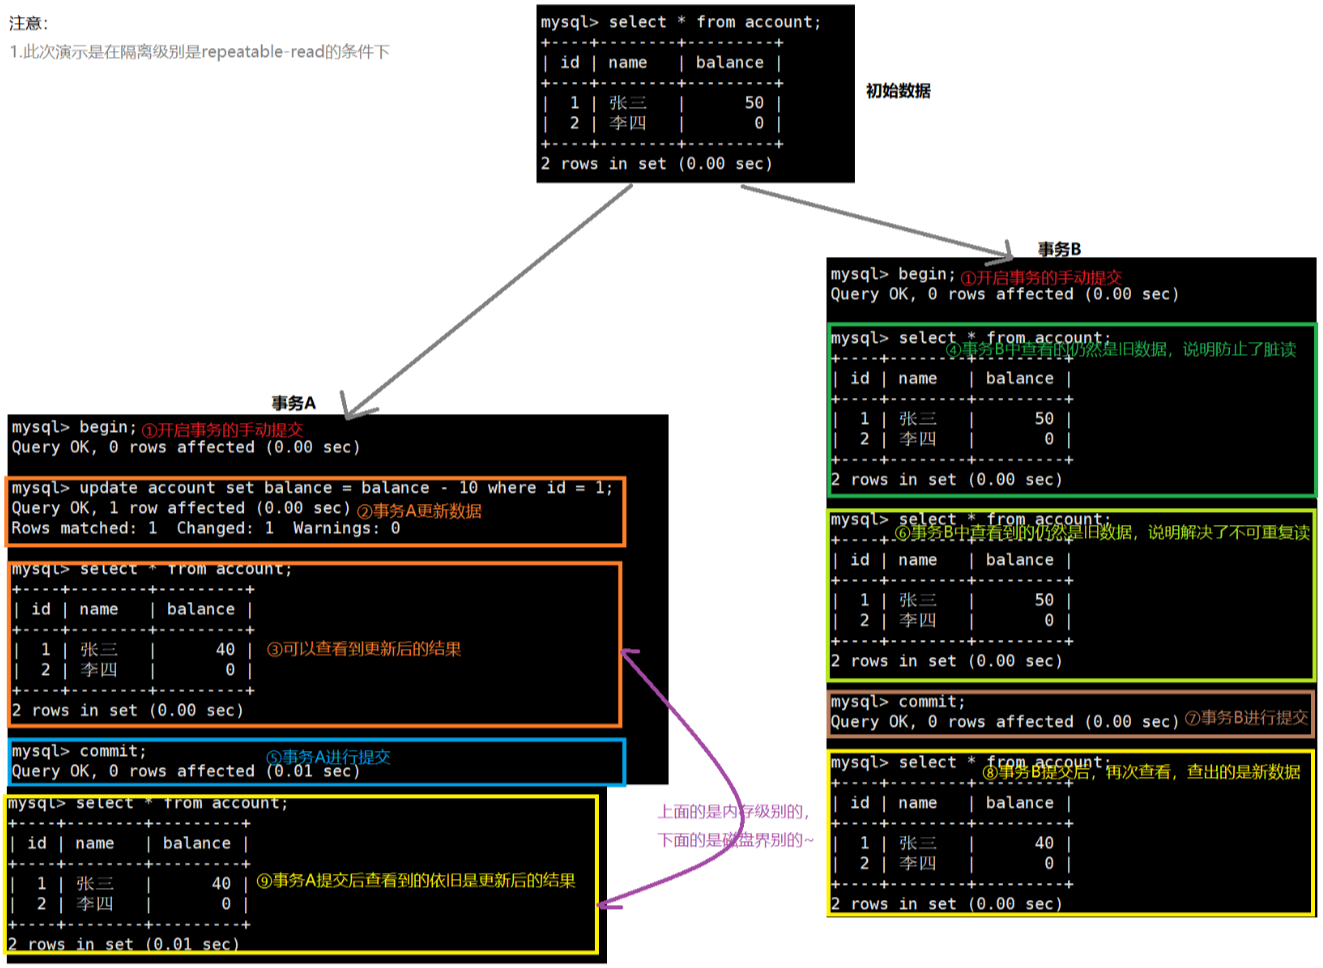 注意：
1.此次演示是在隔离级别是repeatable-read的条件下
mysql> select * from account;
+----+--------+---------+
| id | name   | balance |
+----+--------+---------+
|  1 | 张三   |      50 |
|  2 | 李四   |       0 |
+----+--------+---------+
2 rows in set (0.00 sec)
初始数据
事务A
mysql> begin; ①开启事务的手动提交
Query OK, 0 rows affected (0.00 sec)
mysql> update account set balance = balance - 10 where id = 1;
Query OK, 1 row affected (0.00 sec) ②事务A更新数据
Rows matched: 1  Changed: 1  Warnings: 0
mysql> select * from account;
+----+--------+---------+
| id | name   | balance |
+----+--------+---------+
|  1 | 张三   |      40 | ③可以查看到更新后的结果
|  2 | 李四   |       0 |
+----+--------+---------+
2 rows in set (0.00 sec)
mysql> commit; ⑤事务A进行提交
Query OK, 0 rows affected (0.01 sec)
mysql> select * from account;
+----+--------+---------+
| id | name   | balance |
+----+--------+---------+
|  1 | 张三   |      40 | ⑨事务A提交后查看到的依旧是更新后的结果
|  2 | 李四   |       0 |
+----+--------+---------+
2 rows in set (0.01 sec)
上面的是内存级别的，
下面的是磁盘界别的~
事务B
mysql> begin; ①开启事务的手动提交
Query OK, 0 rows affected (0.00 sec)
mysql> select * from account;
④事务B中查看的仍然是旧数据，说明防止了脏读
+----+--------+---------+
| id | name   | balance |
+----+--------+---------+
|  1 | 张三   |      50 |
|  2 | 李四   |       0 |
+----+--------+---------+
2 rows in set (0.00 sec)
mysql> select * from account;
⑥事务B中查看到的仍然是旧数据，说明解决了不可重复读
+----+--------+---------+
| id | name   | balance |
+----+--------+---------+
|  1 | 张三   |      50 |
|  2 | 李四   |       0 |
+----+--------+---------+
2 rows in set (0.00 sec)
mysql> commit;
Query OK, 0 rows affected (0.00 sec) ⑦事务B进行提交
mysql> select * from account;
⑧事务B提交后，再次查看，查出的是新数据
+----+--------+---------+
| id | name   | balance |
+----+--------+---------+
|  1 | 张三   |      40 |
|  2 | 李四   |       0 |
+----+--------+---------+
2 rows in set (0.00 sec)